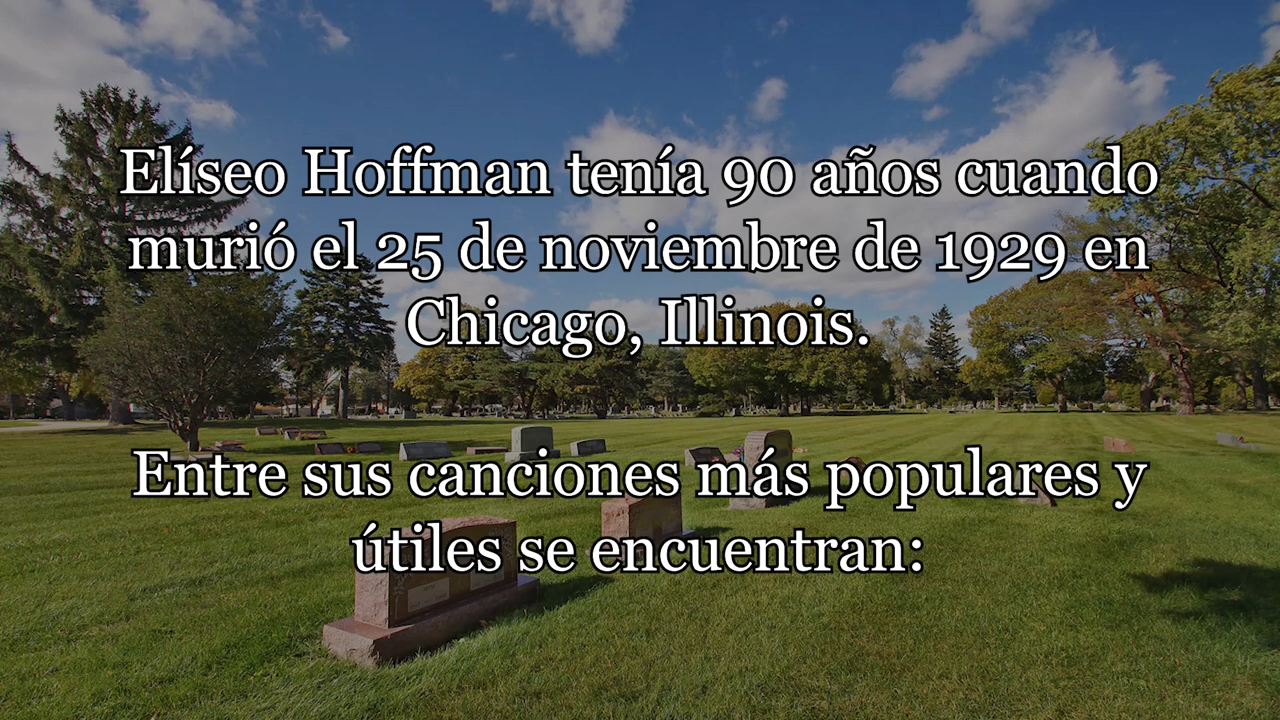 Elíseo Hoffman tenía 90 años cuando
murió el 25 de noviembre de 1929 en
Chicago, Illinois.
Entre sus canciones más populares y
útiles se encuentran: